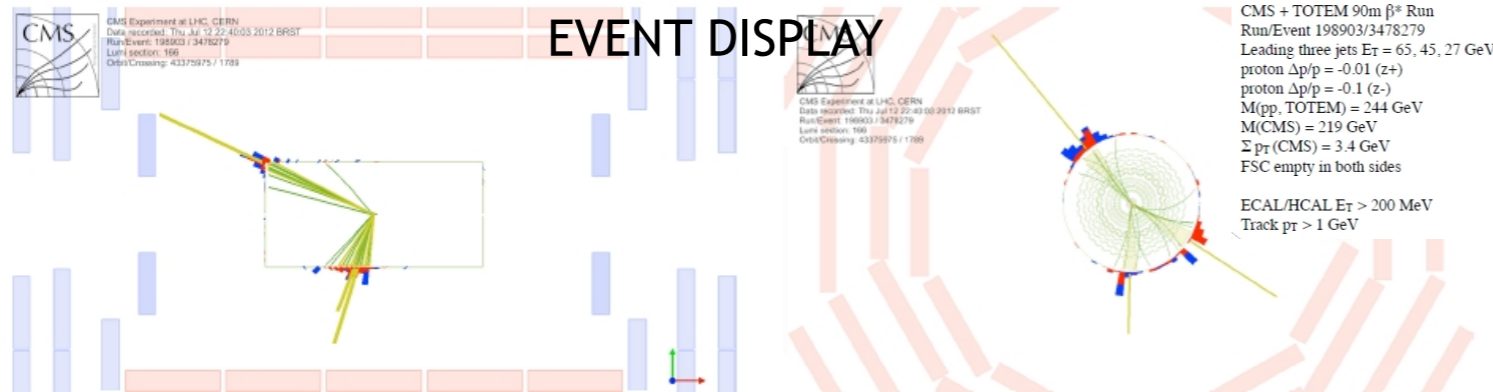 EVENT DISPLAY
CMS
CMS Experiment at LHC, CERN
Data recorded: Thu Jul 12 22:40:03 2012 BRST
Run/Event: 198903 / 3478279
Lumi section: 166
Orbit/Crossing: 43375975 / 1789
CMS
CMS Experiment at LHC, CERN
Data recorded: Thu Jul 12 22:40:03 2012 BRST
Run/Event: 198903 / 3478279
Lumi section: 166
Orbit/Crossing: 43375975 / 1789
CMS + TOTEM 90m β* Run
Run/Event 198903/3478279
Leading three jets ET = 65, 45, 27 GeV
proton Δp/p = -0.01 (z+)
proton Δp/p = -0.1 (z-)
M(pp, TOTEM) = 244 GeV
M(CMS) = 219 GeV
Σ pT (CMS) = 3.4 GeV
FSC empty in both sides
ECAL/HCAL ET > 200 MeV
Track pT > 1 GeV